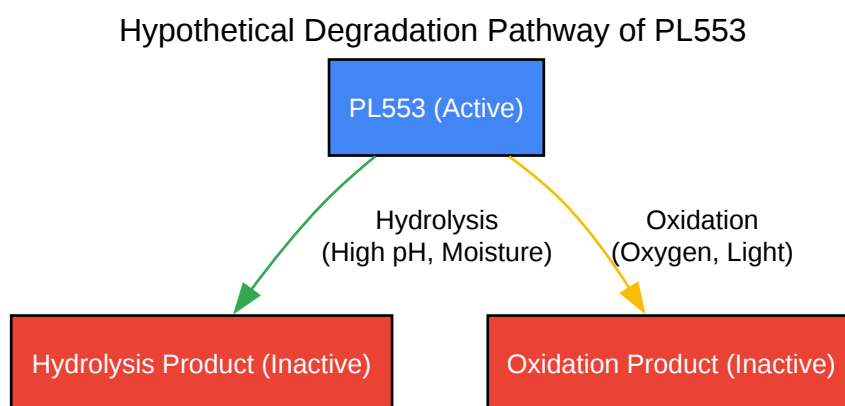 Hypothetical Degradation Pathway of PL553
PL553 (Active)
Hydrolysis
(High pH, Moisture)
Oxidation
(Oxygen, Light)
Hydrolysis Product (Inactive)
Oxidation Product (Inactive)